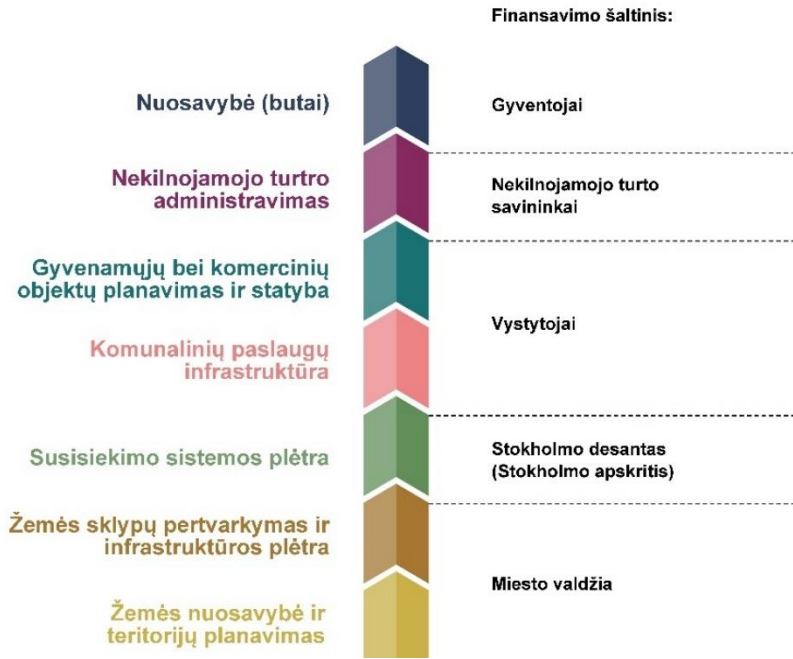 Finansavimo šaltinis:
Nuosavybė (butai)
Gyventojai
Nekilnojamojo turtro
administravimas
Nekilnojamojo turto
savininkai
Gyvenamųjų bei komercinių
objektų planavimas ir statyba
Vystytojai
Komunalinių paslaugų
infrastruktūra
Susisiekimo sistemos plėtra
Stokholmo desantas
(Stokholmo apskritis)
Žemės sklypų pertvarkymas ir
infrastruktūros plėtra
Miesto valdžia
Žemės nuosavybė ir
teritorijų planavimas